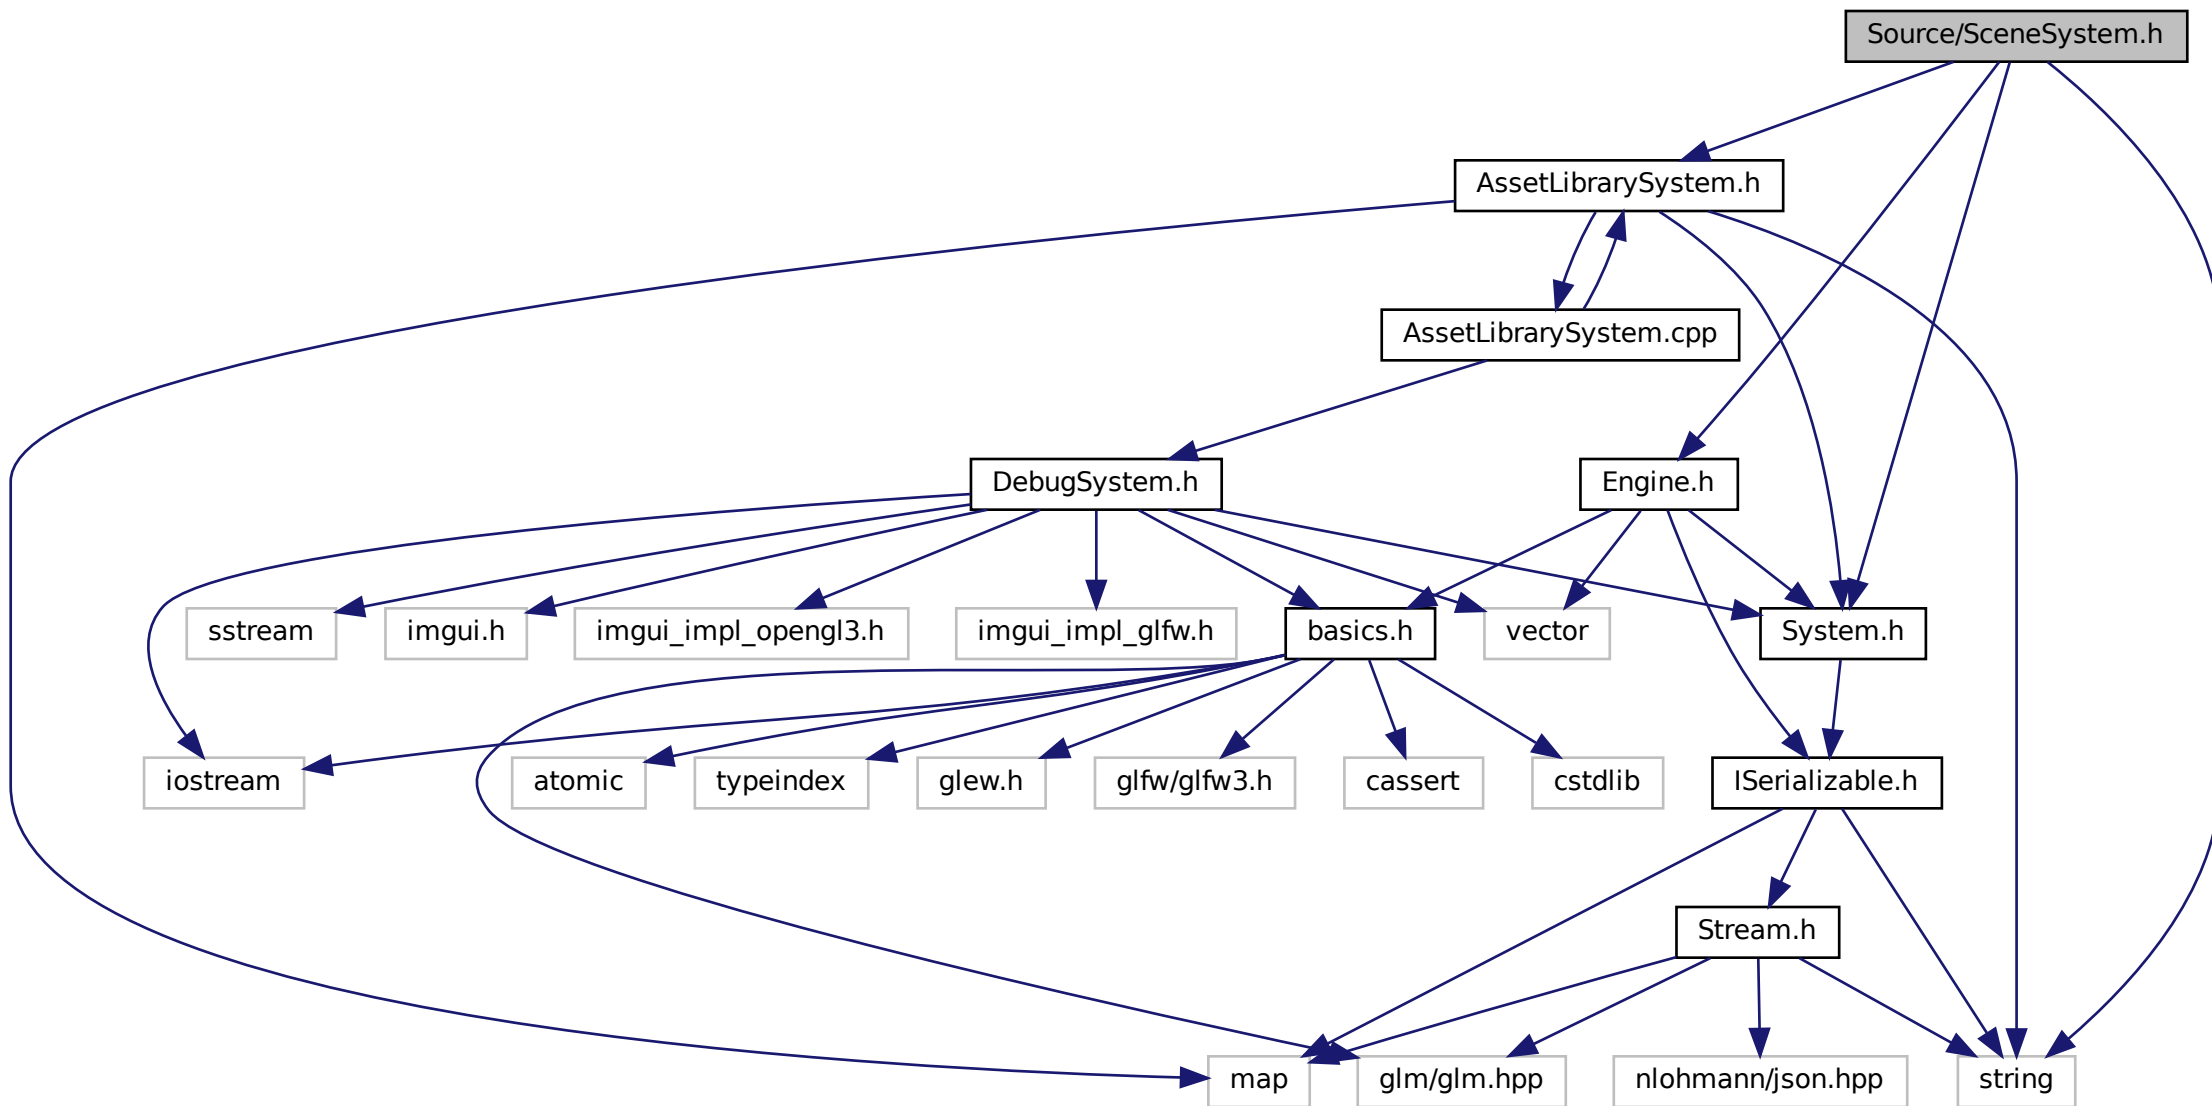 Source/SceneSystem.h
AssetLibrarySystem.h
AssetLibrarySystem.cpp
DebugSystem.h
Engine.h
sstream
imgui.h
imgui_impl_opengl3.h
imgui_impl_glfw.h
basics.h
vector
System.h
iostream
atomic
typeindex
glew.h
glfw/glfw3.h
cassert
cstdlib
ISerializable.h
Stream.h
map
glm/glm.hpp
nlohmann/json.hpp
string